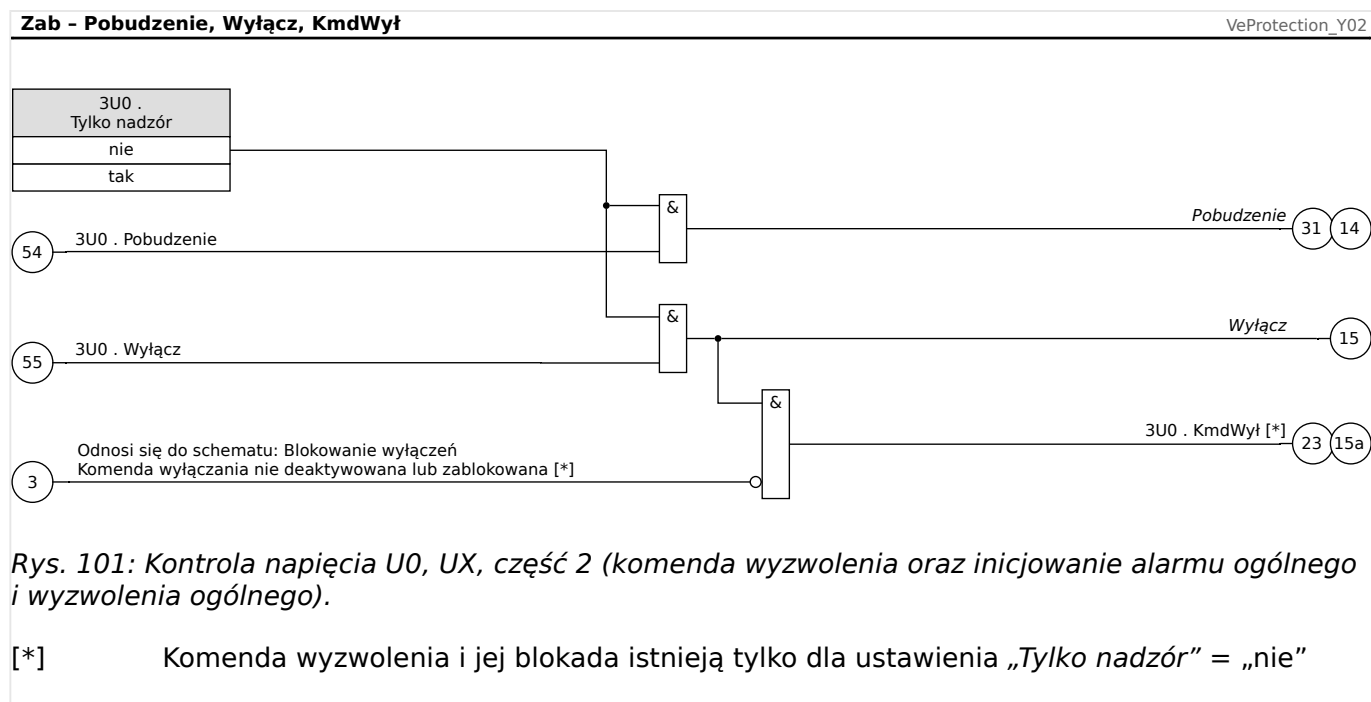 Zab – Pobudzenie, Wyłącz, KmdWył
VeProtection_Y02
3U0 .
Tylko nadzór
nie
tak
&
Pobudzenie
31
14
54
3U0 . Pobudzenie
&
Wyłącz
15
55
3U0 . Wyłącz
&
3U0 . KmdWył [*]
23
15a
Odnosi się do schematu: Blokowanie wyłączeń
Komenda wyłączania nie deaktywowana lub zablokowana [*]
3
Rys. 101: Kontrola napięcia U0, UX, część 2 (komenda wyzwolenia oraz inicjowanie alarmu ogólnego
i wyzwolenia ogólnego).
[*] Komenda wyzwolenia i jej blokada istnieją tylko dla ustawienia „Tylko nadzór” = „nie”